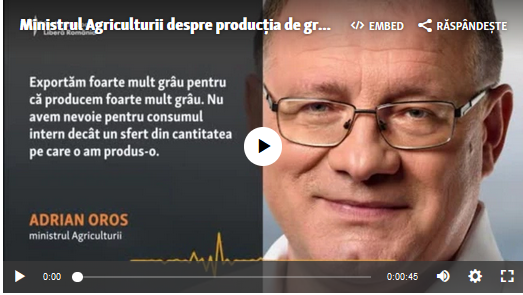 Ministrul Agriculturii despre producția de gr...
EMBED
RĂSPÂNDEȘTE
Liberă România
Exportăm foarte mult grâu pentru
că producem foarte mult grâu. Nu
avem nevoie pentru consumul
intern decât un sfert din cantitatea
pe care o am produs-o.
ADRIAN OROS
ministrul Agriculturii
0:00
0:00:45